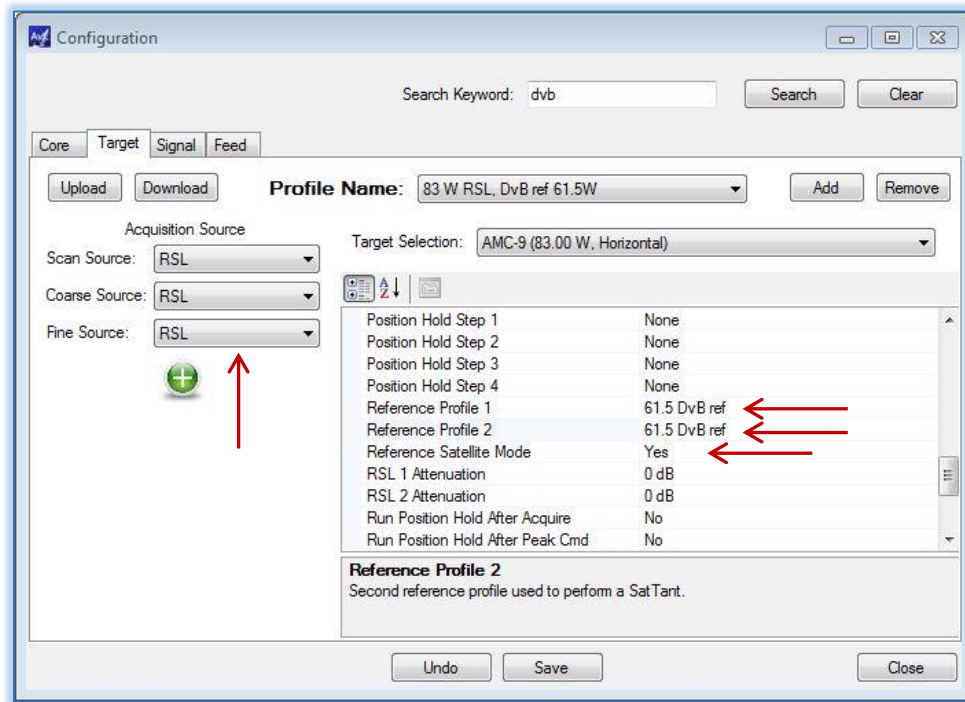 Av
Configuration
Search Keyword: dvb Search Clear
Core Target Signal Feed
Upload Download Profile Name: 83 W RSL, DvB ref 61.5W Add Remove
Acquisition Source
Target Selection: AMC-9 (83.00 W, Horizontal)
Scan Source: RSL
Coarse Source: RSL
Fine Source: RSL
A
Z
Position Hold Step 1 None
Position Hold Step 2 None
Position Hold Step 3 None
Position Hold Step 4 None
Reference Profile 1 61.5 DvB ref
Reference Profile 2 61.5 DvB ref
Reference Satellite Mode Yes
RSL 1 Attenuation 0 dB
RSL 2 Attenuation 0 dB
Run Position Hold After Acquire No
Run Position Hold After Peak Cmd No
Reference Profile 2
Second reference profile used to perform a SatTant.
Undo Save Close